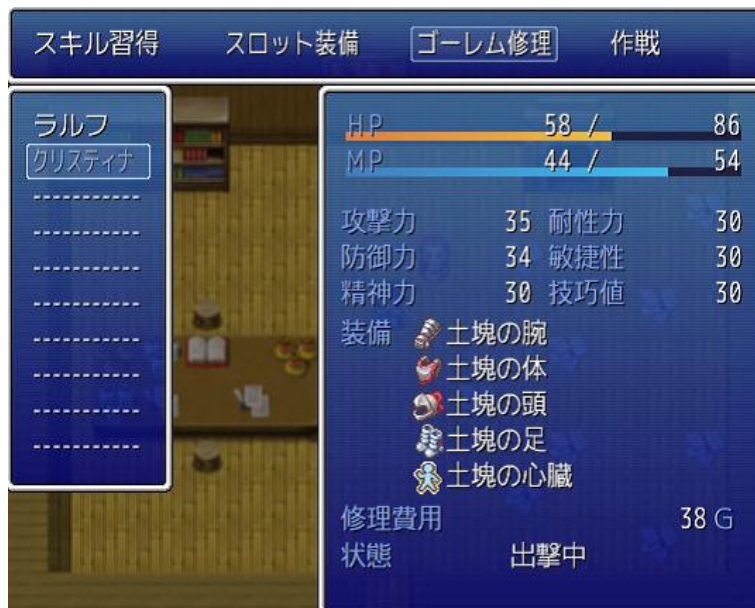 スキル習得 スロット装備 ゴーレム修理 作戦
ラルフ
クリスティナ
-----------
-----------
-----------
-----------
-----------
-----------
-----------
-----------
HP 58 / 86
MP 44 / 54
攻撃力 35 耐性力 30
防御力 34 敏捷性 30
精神力 30 技巧値 30
装備 土塊の腕
土塊の体
土塊の頭
土塊の足
土塊の心臓
修理費用 38 G
状態 出撃中